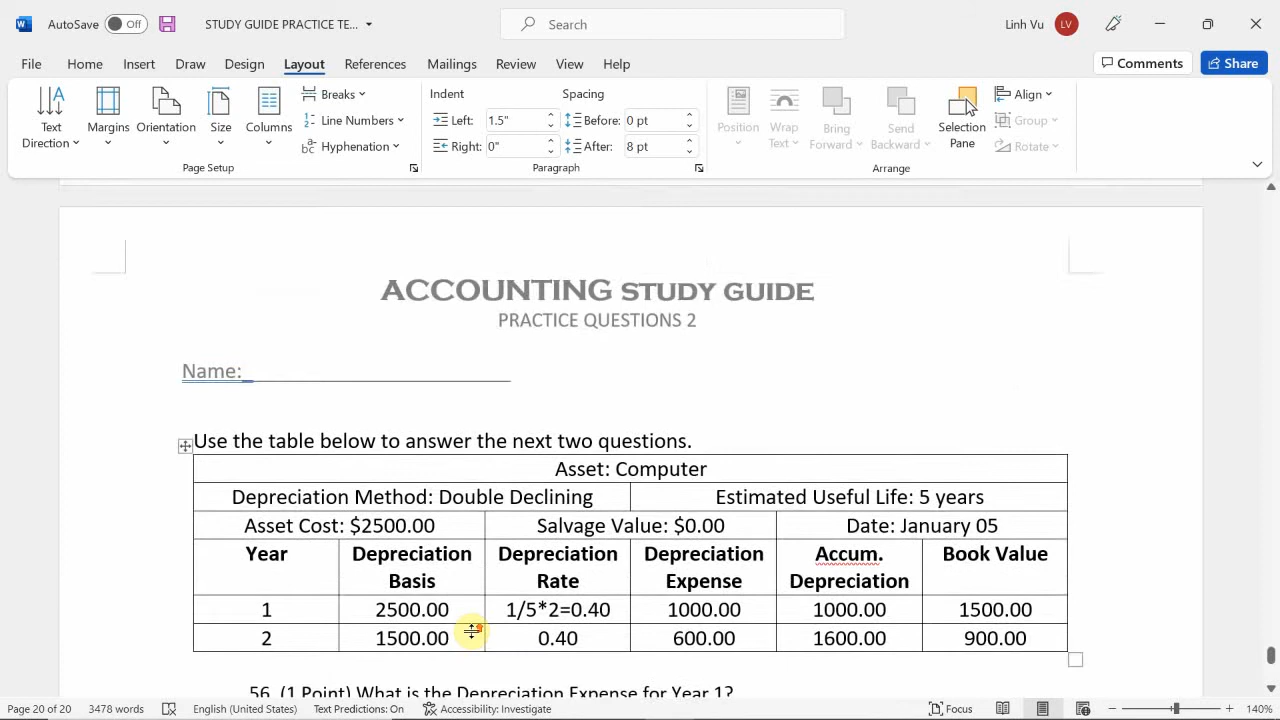 AutoSave Off STUDY GUIDE PRACTICE TE... Search Linh Vu LV
File Home Insert Draw Design Layout References Mailings Review View Help Comments Share
Text Direction Margins Orientation Size Columns Breaks Line Numbers Hyphenation
Page Setup
Indent Spacing
Left: 1.5" Before: 0 pt
Right: 0" After: 8 pt
Paragraph
Position Wrap Text Bring Forward Send Backward Selection Pane Align Group Rotate
Arrange
ACCOUNTING STUDY GUIDE
PRACTICE QUESTIONS 2
Name:_
Use the table below to answer the next two questions.
Asset: Computer
Depreciation Method: Double Declining Estimated Useful Life: 5 years
Asset Cost: $2500.00 Salvage Value: $0.00 Date: January 05
Year Depreciation Basis Depreciation Rate Depreciation Expense Accum. Depreciation Book Value
1 2500.00 1/5*2=0.40 1000.00 1000.00 1500.00
2 1500.00 0.40 600.00 1600.00 900.00
56. (1 Point) What is the Depreciation Expense for Year 1?
Page 20 of 20 3478 words English (United States) Text Predictions: On Accessibility: Investigate Focus 140%